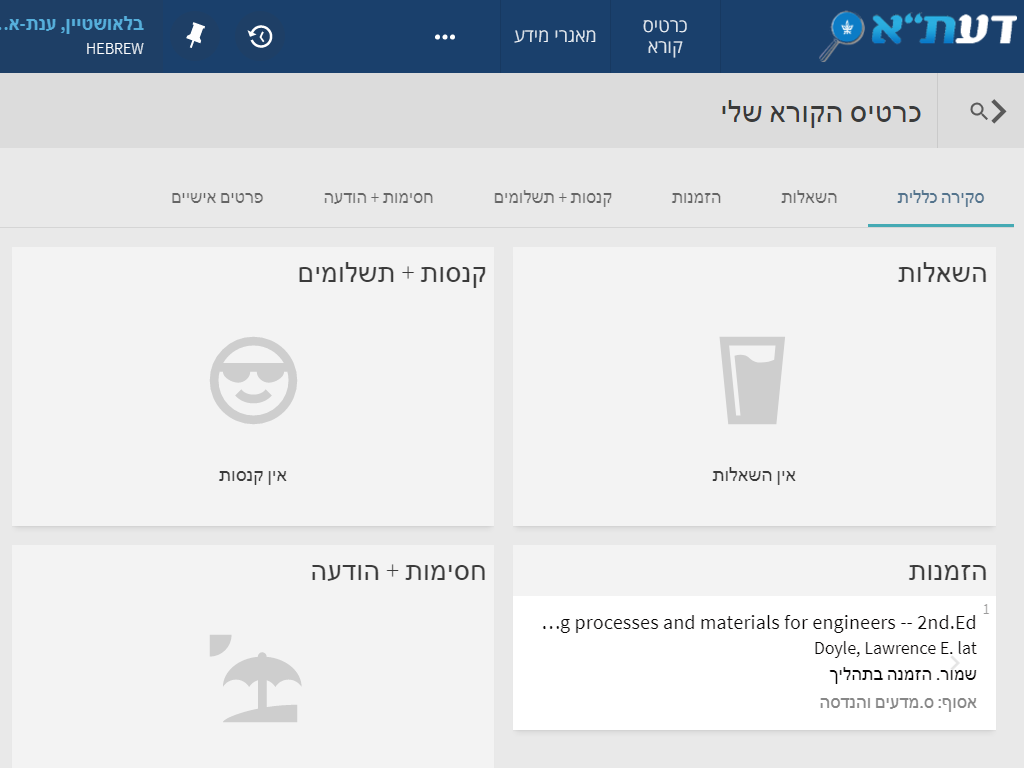 דעת"א
כרטיס
קורא
מאגרי מידע
...
בלאושטיין, ענת-א...
HEBREW
כרטיס הקורא שלי
סקירה כללית
השאלות
הזמנות
קנסות + תשלומים
חסימות + הודעה
פרטים אישיים
השאלות
אין השאלות
קנסות + תשלומים
אין קנסות
הזמנות
1
...g processes and materials for engineers -- 2nd.Ed
Doyle, Lawrence E. lat
שמור. הזמנה בתהליך
אסוף: ס.מדעים והנדסה
חסימות + הודעה